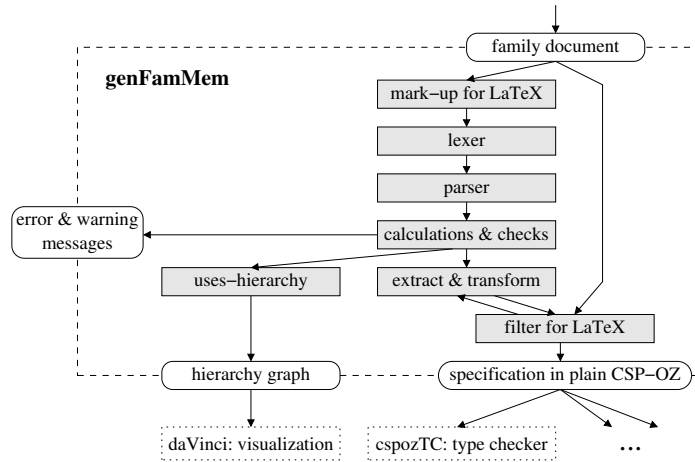 family document
genFamMem
mark−up for LaTeX
lexer
parser
error & warning
messages
calculations & checks
uses−hierarchy
extract & transform
filter for LaTeX
hierarchy graph
specification in plain CSP−OZ
daVinci: visualization
cspozTC: type checker
...